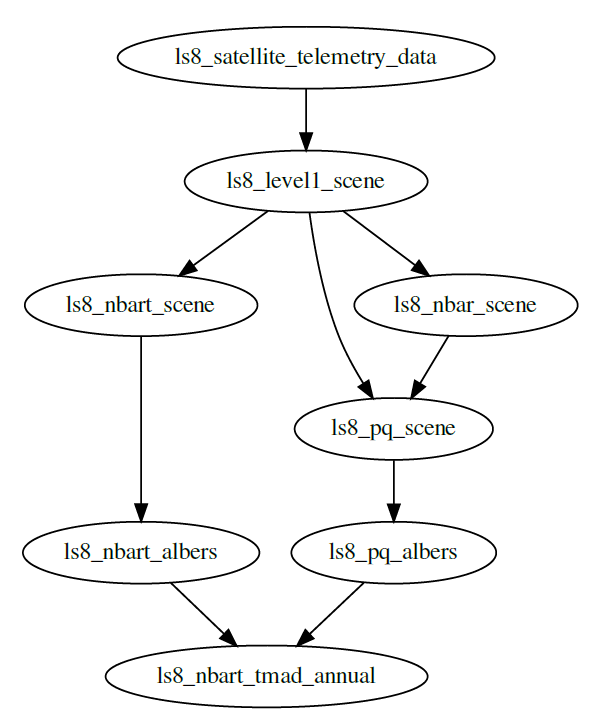 ls8_satellite_telemetry_data
ls8_level1_scene
ls8_nbart_scene
ls8_nbar_scene
ls8_pq_scene
ls8_nbart_albers
ls8_pq_albers
ls8_nbart_tmad_annual